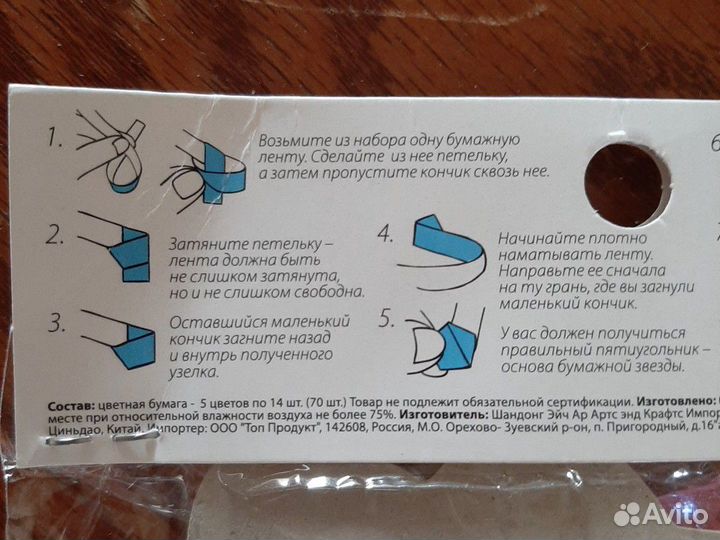 1.
Возьмите из набора одну бумажную
ленту. Сделайте из нее петельку,
а затем пропустите кончик сквозь нее.
2.
Затяните петельку –
лента должна быть
не слишком затянута,
но и не слишком свободна.
3.
Оставшийся маленький
кончик загните назад
и внутрь полученного
узелка.
4.
Начинайте плотно
наматывать ленту.
Направьте ее сначала
на ту грань, где вы загнули
маленький кончик.
5.
У вас должен получиться
правильный пятиугольник –
основа бумажной звезды.
6
Состав: цветная бумага - 5 цветов по 14 шт. (70 шт.) Товар не подлежит обязательной сертификации. Изготовлено:
месте при относительной влажности воздуха не более 75%. Изготовитель: Шандонг Эйч Ар Артс энд Крафтс Импор
Циньдао, Китай. Импортер: ООО "Топ Продукт", 142608, Россия, М.О. Орехово- Зуевский р-он, п. Пригородный, д.16"а
Avito